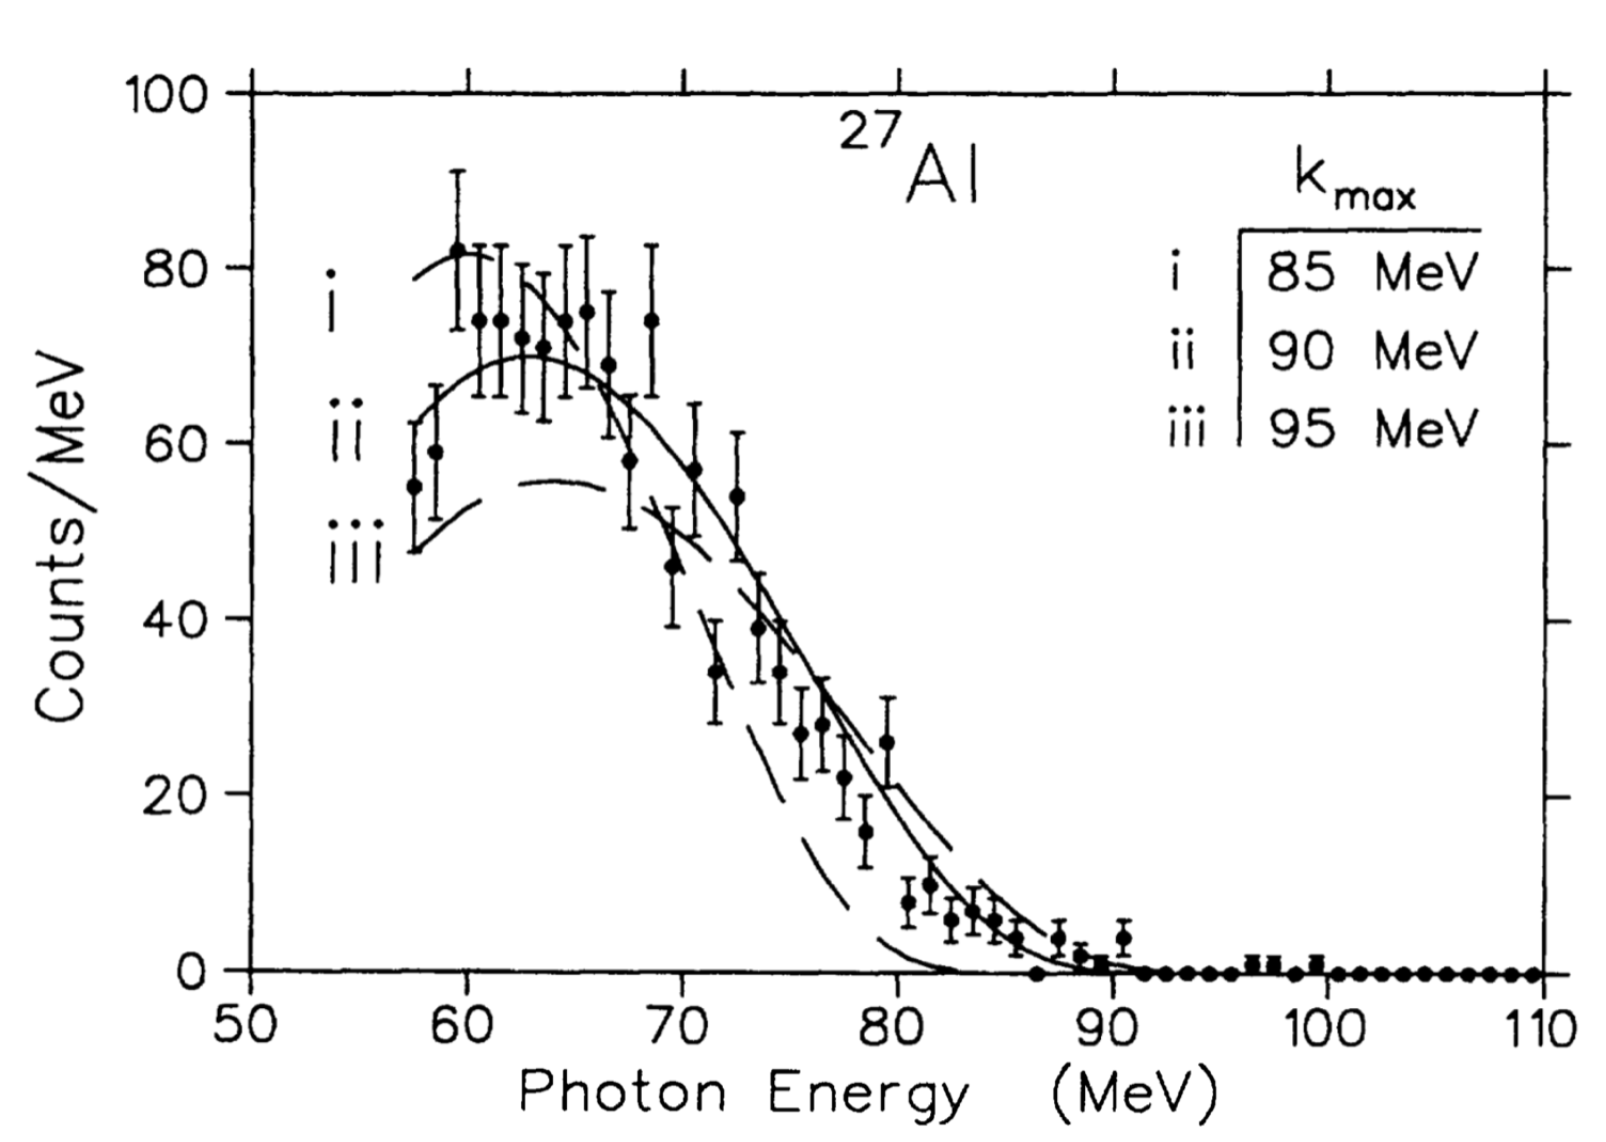 100
80
60
40
20
0
Counts/MeV
27Al
kmax
i 85 MeV
ii 90 MeV
iii 95 MeV
i
ii
iii
50 60 70 80 90 100 110
Photon Energy (MeV)